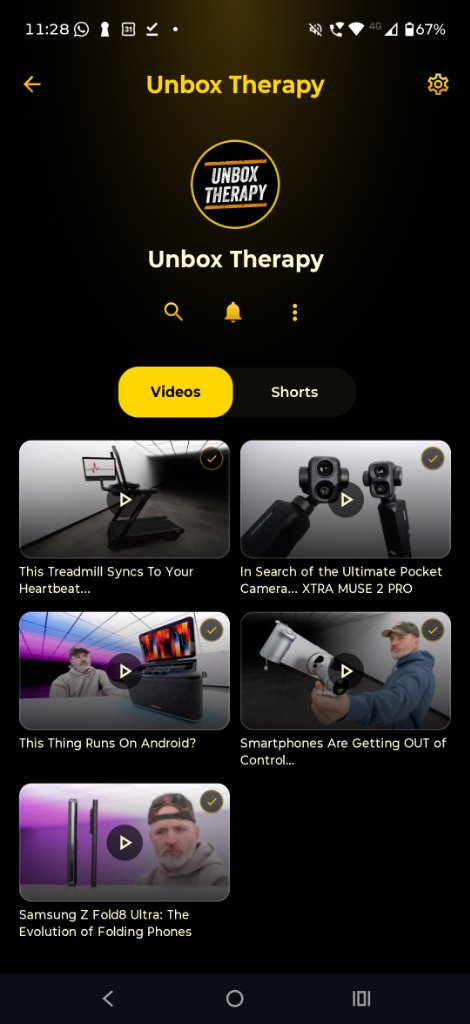 11:28
31
4G
67%
Unbox Therapy
UNBOX
THERAPY
Unbox Therapy
Videos
Shorts
This Treadmill Syncs To Your
Heartbeat...
In Search of the Ultimate Pocket
Camera... XTRA MUSE 2 PRO
This Thing Runs On Android?
Smartphones Are Getting OUT of
Control...
Samsung Z Fold8 Ultra: The
Evolution of Folding Phones